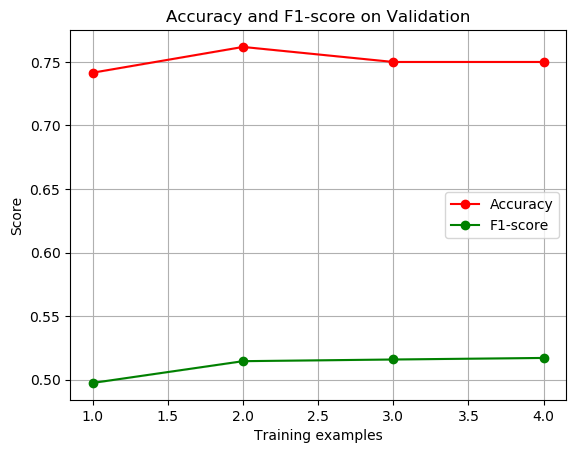 Accuracy and F1-score on Validation
Score
0.75
0.70
0.65
0.60
0.55
0.50
Accuracy
F1-score
1.0 1.5 2.0 2.5 3.0 3.5 4.0
Training examples